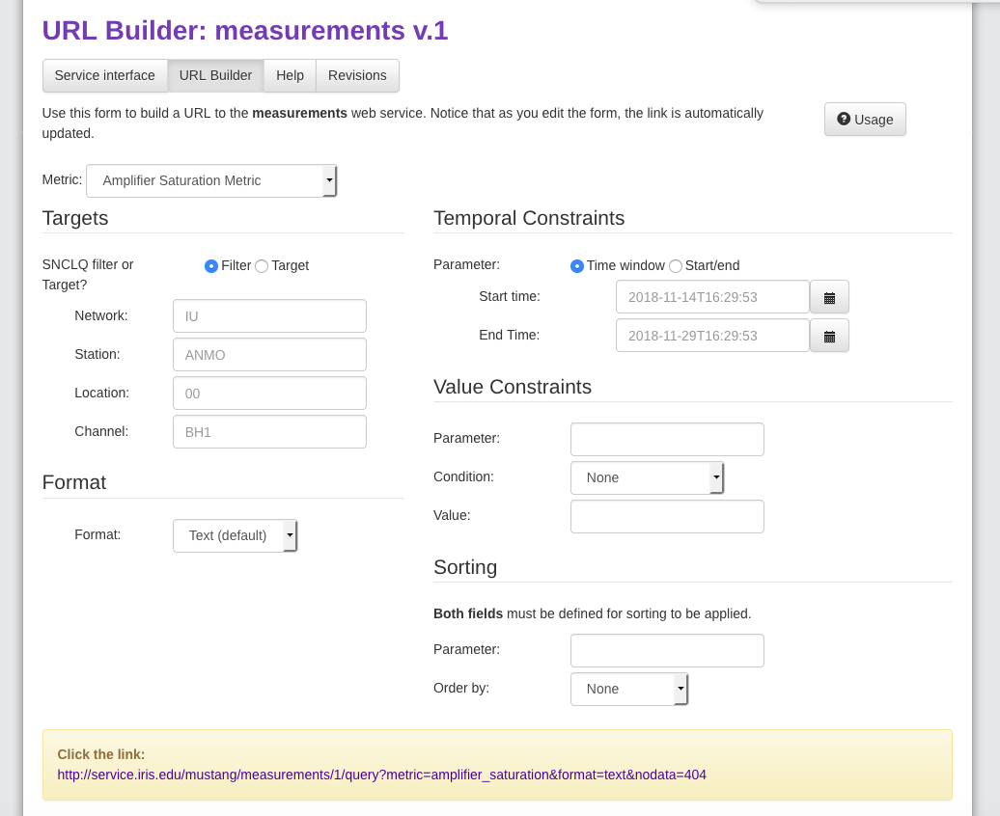 URL Builder: measurements v.1
Service interface URL Builder Help Revisions
Use this form to build a URL to the measurements web service. Notice that as you edit the form, the link is automatically
updated.
Usage
Metric: Amplifier Saturation Metric
Targets
SNCLQ filter or
Target?
Filter Target
Network: IU
Station: ANMO
Location: 00
Channel: BH1
Format
Format: Text (default)
Temporal Constraints
Parameter: Time window Start/end
Start time: 2018-11-14T16:29:53
End Time: 2018-11-29T16:29:53
Value Constraints
Parameter:
Condition: None
Value:
Sorting
Both fields must be defined for sorting to be applied.
Parameter:
Order by: None
Click the link:
http://service.iris.edu/mustang/measurements/1/query?metric=amplifier_saturation&format=text&nodata=404